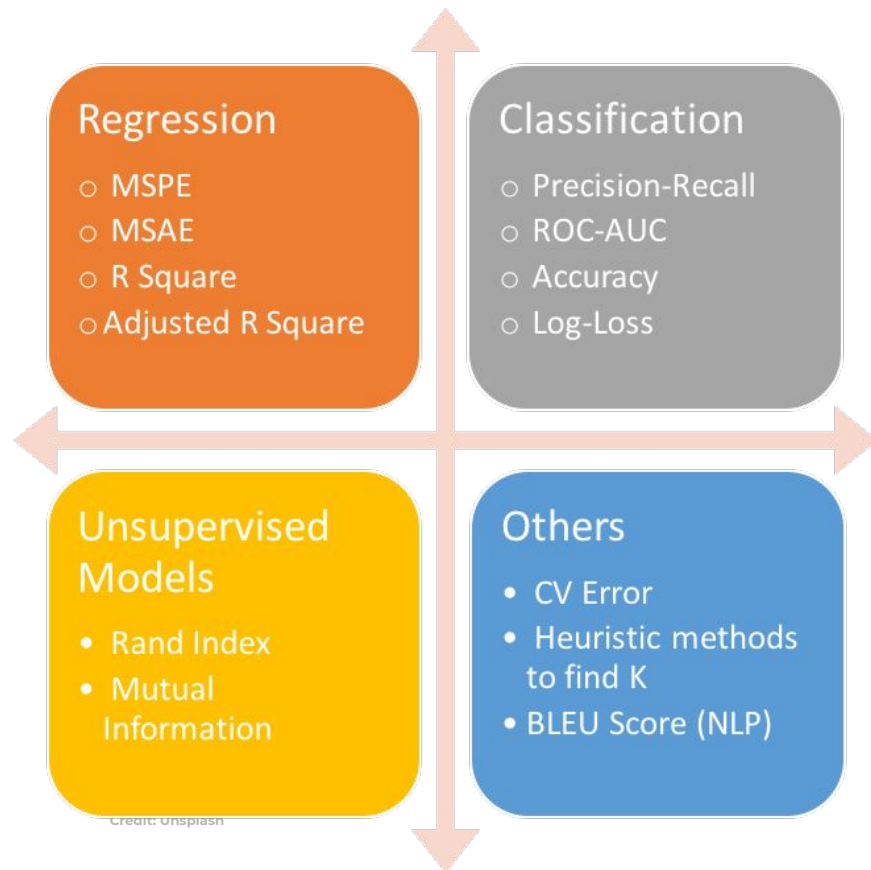 Regression
○ MSPE
○ MSAE
○ R Square
○ Adjusted R Square
Classification
○ Precision-Recall
○ ROC-AUC
○ Accuracy
○ Log-Loss
Unsupervised
Models
• Rand Index
• Mutual
Information
Others
• CV Error
• Heuristic methods
to find K
• BLEU Score (NLP)
Credit: Unsplash